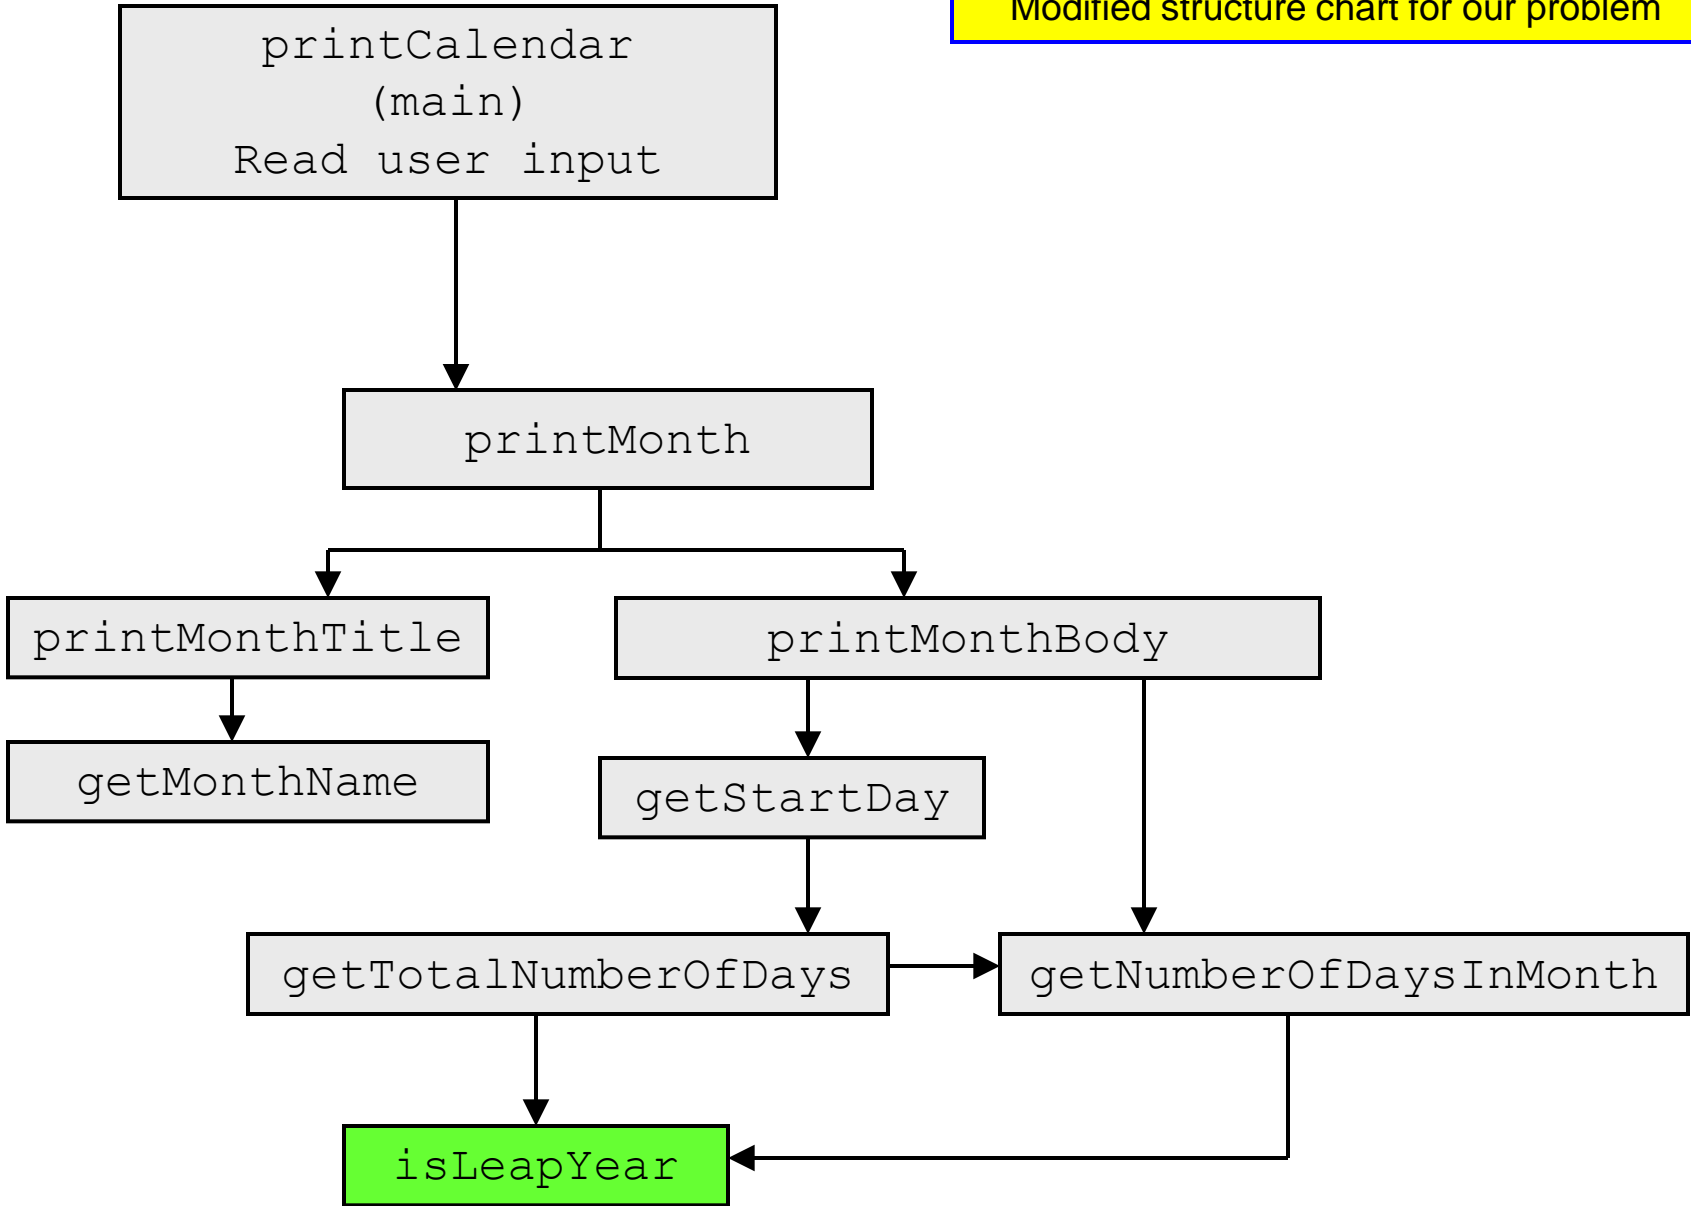 Modified structure chart for our problem
printCalendar
(main)
Read user input
printMonth
printMonthTitle
printMonthBody
getMonthName
getStartDay
getTotalNumberOfDays
getNumberOfDaysInMonth
isLeapYear